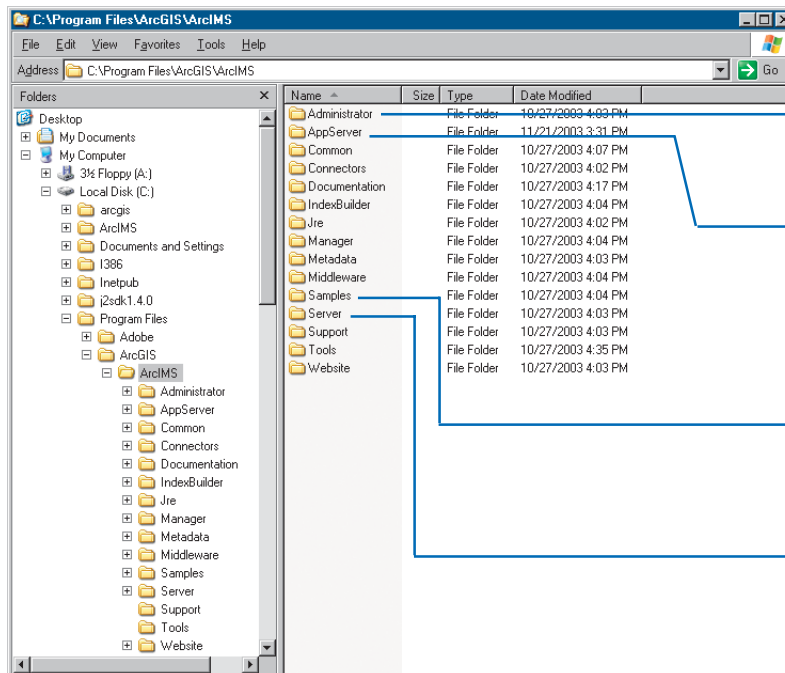 C:\Program Files\ArcGIS\ArcIMS
File Edit View Favorites Tools Help
Address C:\Program Files\ArcGIS\ArcIMS Go
Folders
Desktop
My Documents
My Computer
3½ Floppy (A:)
Local Disk (C:)
arcgis
ArcIMS
Documents and Settings
I386
Inetpub
j2sdk1.4.0
Program Files
Adobe
ArcGIS
ArcIMS
Administrator
AppServer
Common
Connectors
Documentation
IndexBuilder
Jre
Manager
Metadata
Middleware
Samples
Server
Support
Tools
Website
Name Size Type Date Modified
Administrator File Folder 10/27/2003 4:03 PM
AppServer File Folder 11/21/2003 3:31 PM
Common File Folder 10/27/2003 4:07 PM
Connectors File Folder 10/27/2003 4:02 PM
Documentation File Folder 10/27/2003 4:17 PM
IndexBuilder File Folder 10/27/2003 4:04 PM
Jre File Folder 10/27/2003 4:02 PM
Manager File Folder 10/27/2003 4:04 PM
Metadata File Folder 10/27/2003 4:03 PM
Middleware File Folder 10/27/2003 4:04 PM
Samples File Folder 10/27/2003 4:04 PM
Server File Folder 10/27/2003 4:03 PM
Support File Folder 10/27/2003 4:03 PM
Tools File Folder 10/27/2003 4:35 PM
Website File Folder 10/27/2003 4:03 PM